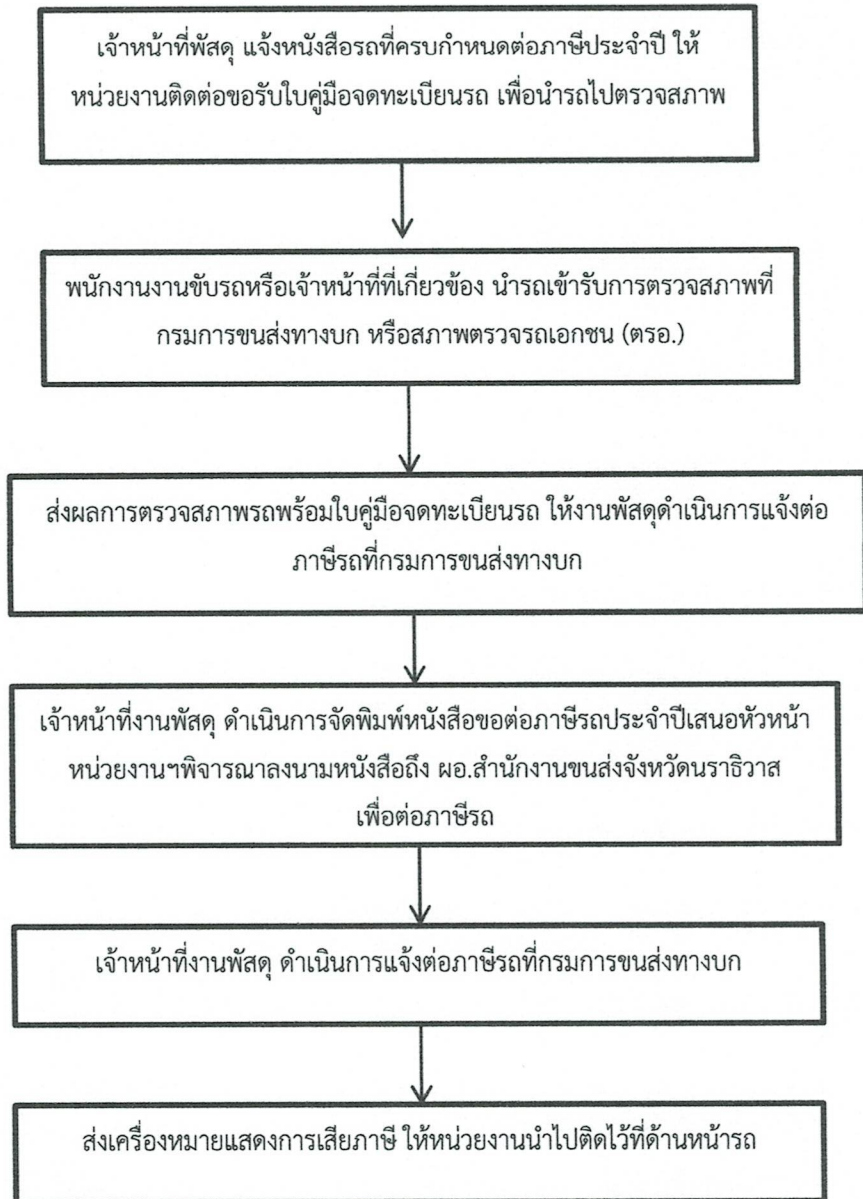 เจ้าหน้าที่พัสดุ แจ้งหนังสือรถที่ครบกำหนดต่อภาษีประจำปี ให้
หน่วยงานติดต่อขอรับใบคู่มือจดทะเบียนรถ เพื่อนำรถไปตรวจสภาพ
พนักงานงานขับรถหรือเจ้าหน้าที่ที่เกี่ยวข้อง นำรถเข้ารับการตรวจสภาพที่
กรมการขนส่งทางบก หรือสภาพตรวจรถเอกชน (ตรอ.)
ส่งผลการตรวจสภาพรถพร้อมใบคู่มือจดทะเบียนรถ ให้งานพัสดุดำเนินการแจ้งต่อ
ภาษีรถที่กรมการขนส่งทางบก
เจ้าหน้าที่งานพัสดุ ดำเนินการจัดพิมพ์หนังสือขอต่อภาษีรถประจำปีเสนอหัวหน้า
หน่วยงานฯพิจารณาลงนามหนังสือถึง ผอ.สำนักงานขนส่งจังหวัดนราธิวาส
เพื่อต่อภาษีรถ
เจ้าหน้าที่งานพัสดุ ดำเนินการแจ้งต่อภาษีรถที่กรมการขนส่งทางบก
ส่งเครื่องหมายแสดงการเสียภาษี ให้หน่วยงานนำไปติดไว้ที่ด้านหน้ารถ